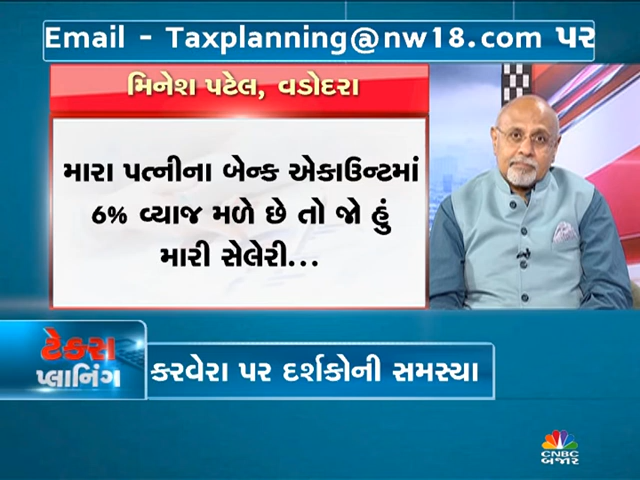 Email - Taxplanning@nw18.com પર
મિનેશ પટેલ, વડોદરા
મારા પત્નીના બેન્ક એકાઉન્ટમાં
6% વ્યાજ મળે છે તો જો હું
મારી સેલેરી...
ટેક્સ
પ્લાનિંગ
કરવેરા પર દર્શકોની સમસ્યા
CNBC
બજાર